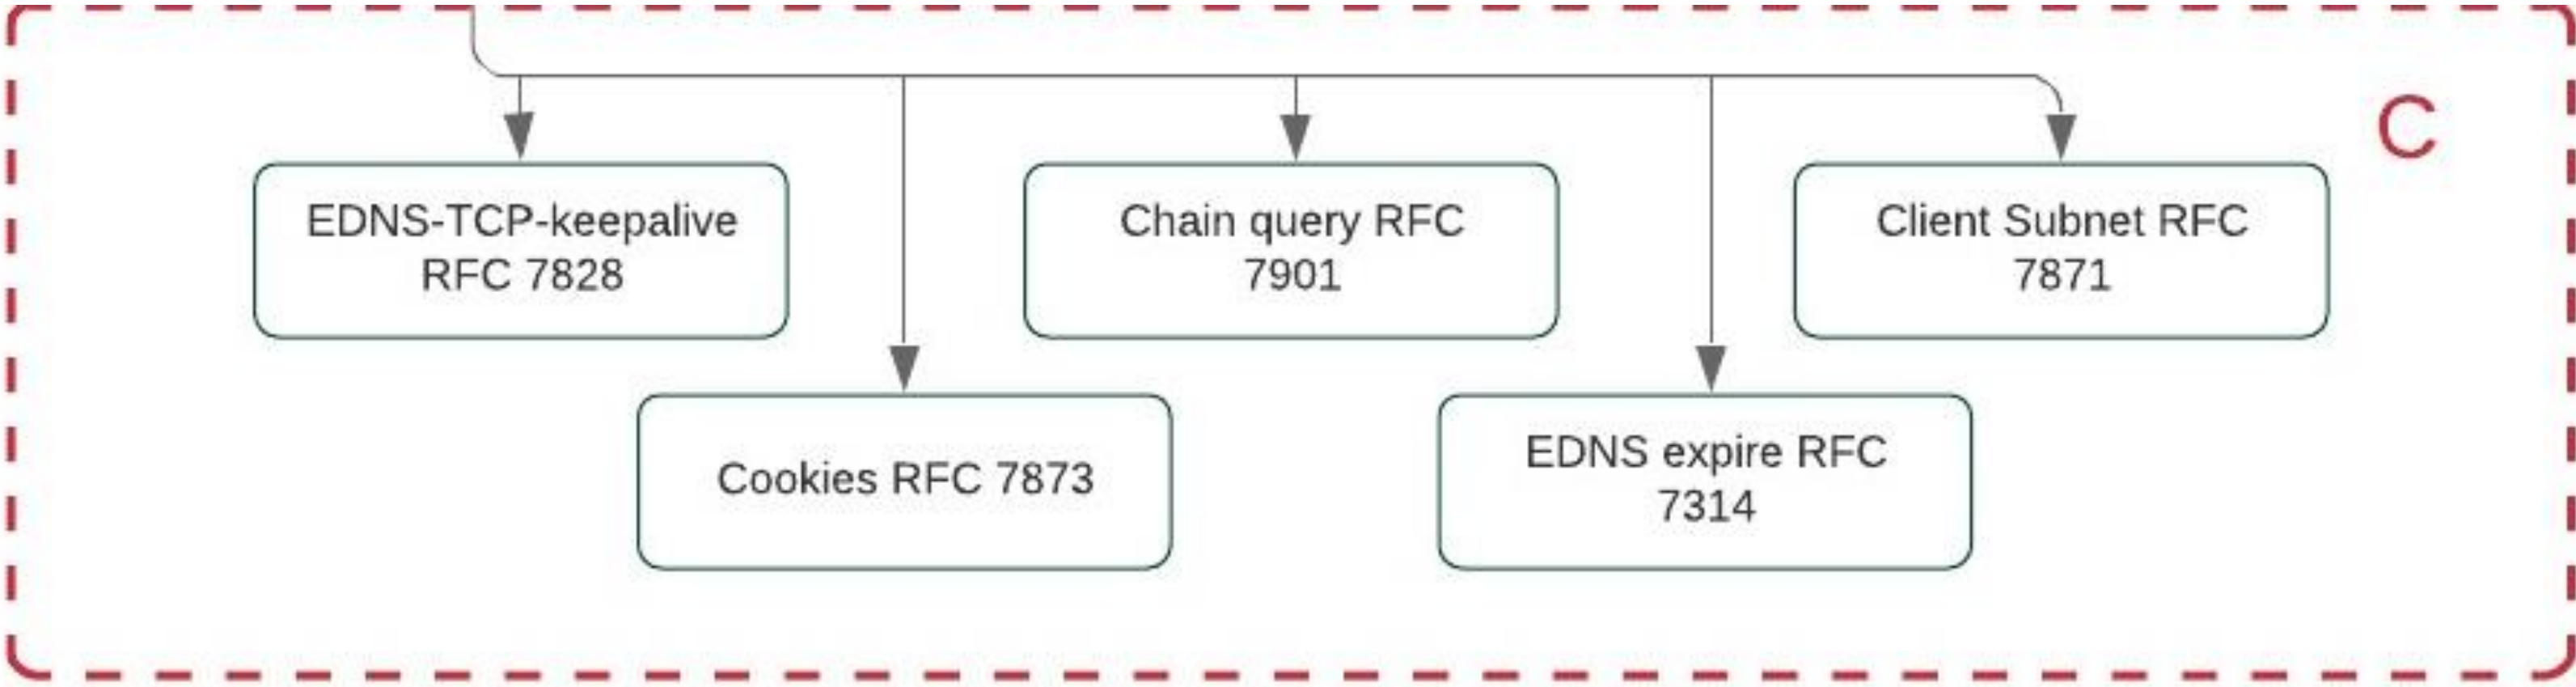 C
EDNS-TCP-keepalive
RFC 7828
Chain query RFC
7901
Client Subnet RFC
7871
Cookies RFC 7873
EDNS expire RFC
7314